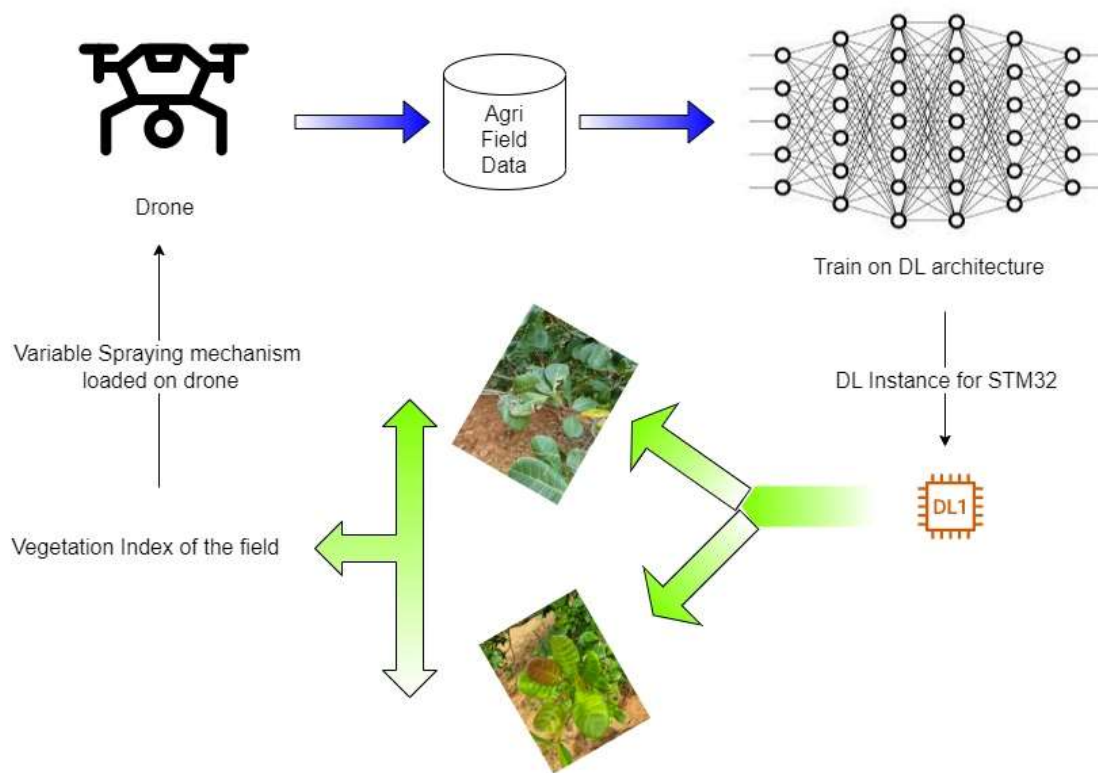 Agri
Field
Data
Drone
Train on DL architecture
Variable Spraying mechanism
loaded on drone
DL Instance for STM32
DL1
Vegetation Index of the field